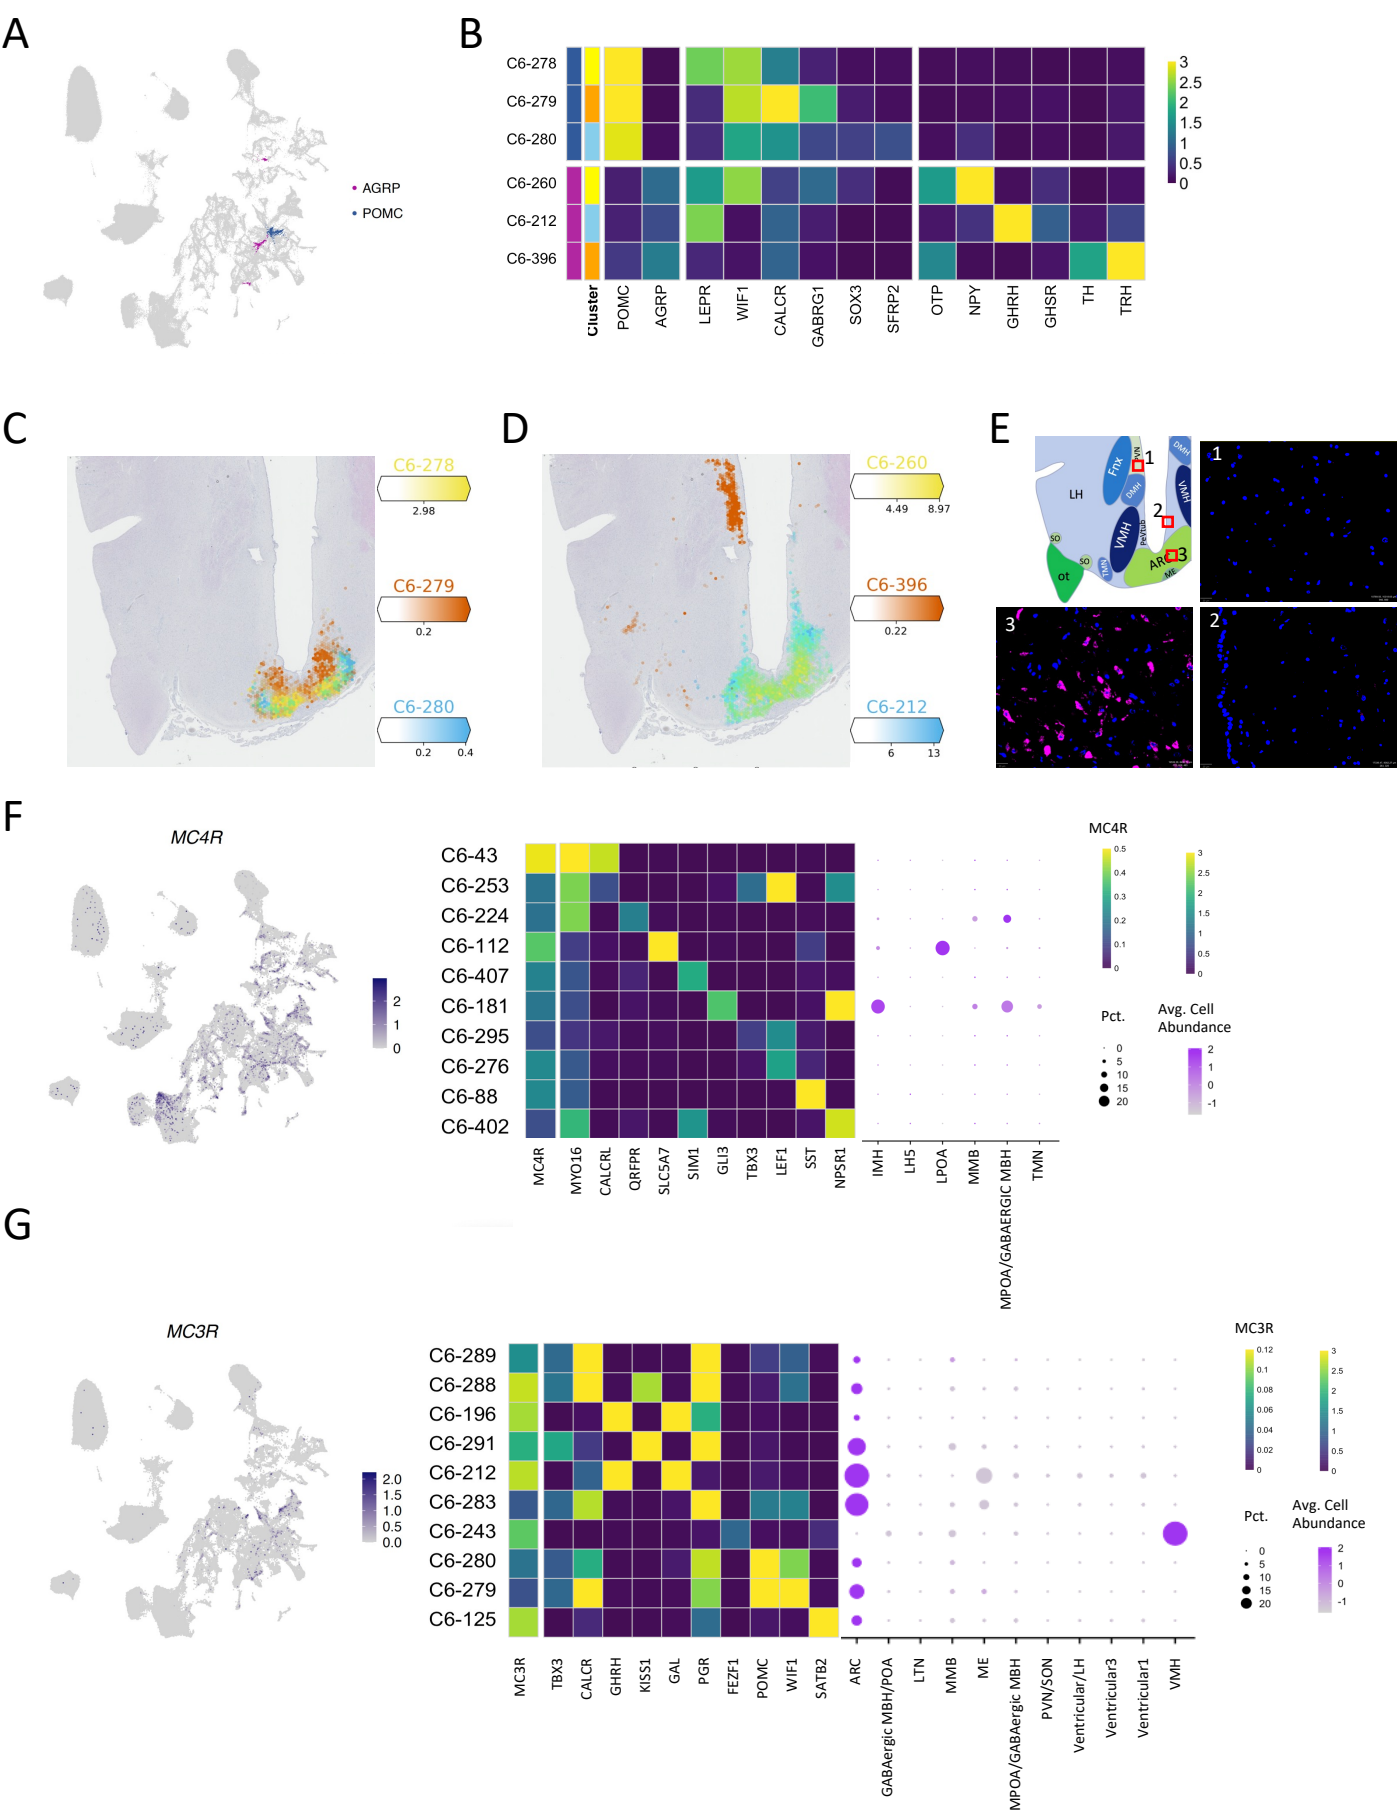 A
AGRP
POMC
B
C6-278
C6-279
C6-280
C6-260
C6-212
C6-396
Cluster
POMC
AGRP
LEPR
WIF1
CALCR
GABRG1
SOX3
SFRP2
OTP
NPY
GHRH
GHSR
TH
TRH
3
2.5
2
1.5
1
0.5
0
C
C6-278
2.98
C6-279
0.2
C6-280
0.2 0.4
D
C6-260
4.49 8.97
C6-396
0.22
C6-212
6 13
E
LH
Fnx
PVN
1
DMH
DMH
VMH
VMH
2
PeVtub
SO
SO
ot
TMN
ARC
3
ME
1
3
2
F
MC4R
2
1
0
C6-43
C6-253
C6-224
C6-112
C6-407
C6-181
C6-295
C6-276
C6-88
C6-402
MC4R
MYO16
CALCRL
QRFPR
SLC5A7
SIM1
GLI3
TBX3
LEF1
SST
NPSR1
IMH
LHS
LPOA
MMB
MPOA/GABAERGIC MBH
TMN
MC4R
0.5
0.4
0.3
0.2
0.1
0
3
2.5
2
1.5
1
0.5
0
Pct.
0
5
10
15
20
Avg. Cell
Abundance
2
1
0
-1
G
MC3R
2.0
1.5
1.0
0.5
0.0
C6-289
C6-288
C6-196
C6-291
C6-212
C6-283
C6-243
C6-280
C6-279
C6-125
MC3R
TBX3
CALCR
GHRH
KISS1
GAL
PGR
FEZF1
POMC
WIF1
SATB2
ARC
GABAergic MBH/POA
LTN
MMB
ME
MPOA/GABAergic MBH
PVN/SON
Ventricular/LH
Ventricular3
Ventricular1
VMH
MC3R
0.12
0.08
0.06
0.04
0.02
0
3
2.5
2
1.5
1
0.5
0
Pct.
0
5
10
15
20
Avg. Cell
Abundance
2
1
0
-1